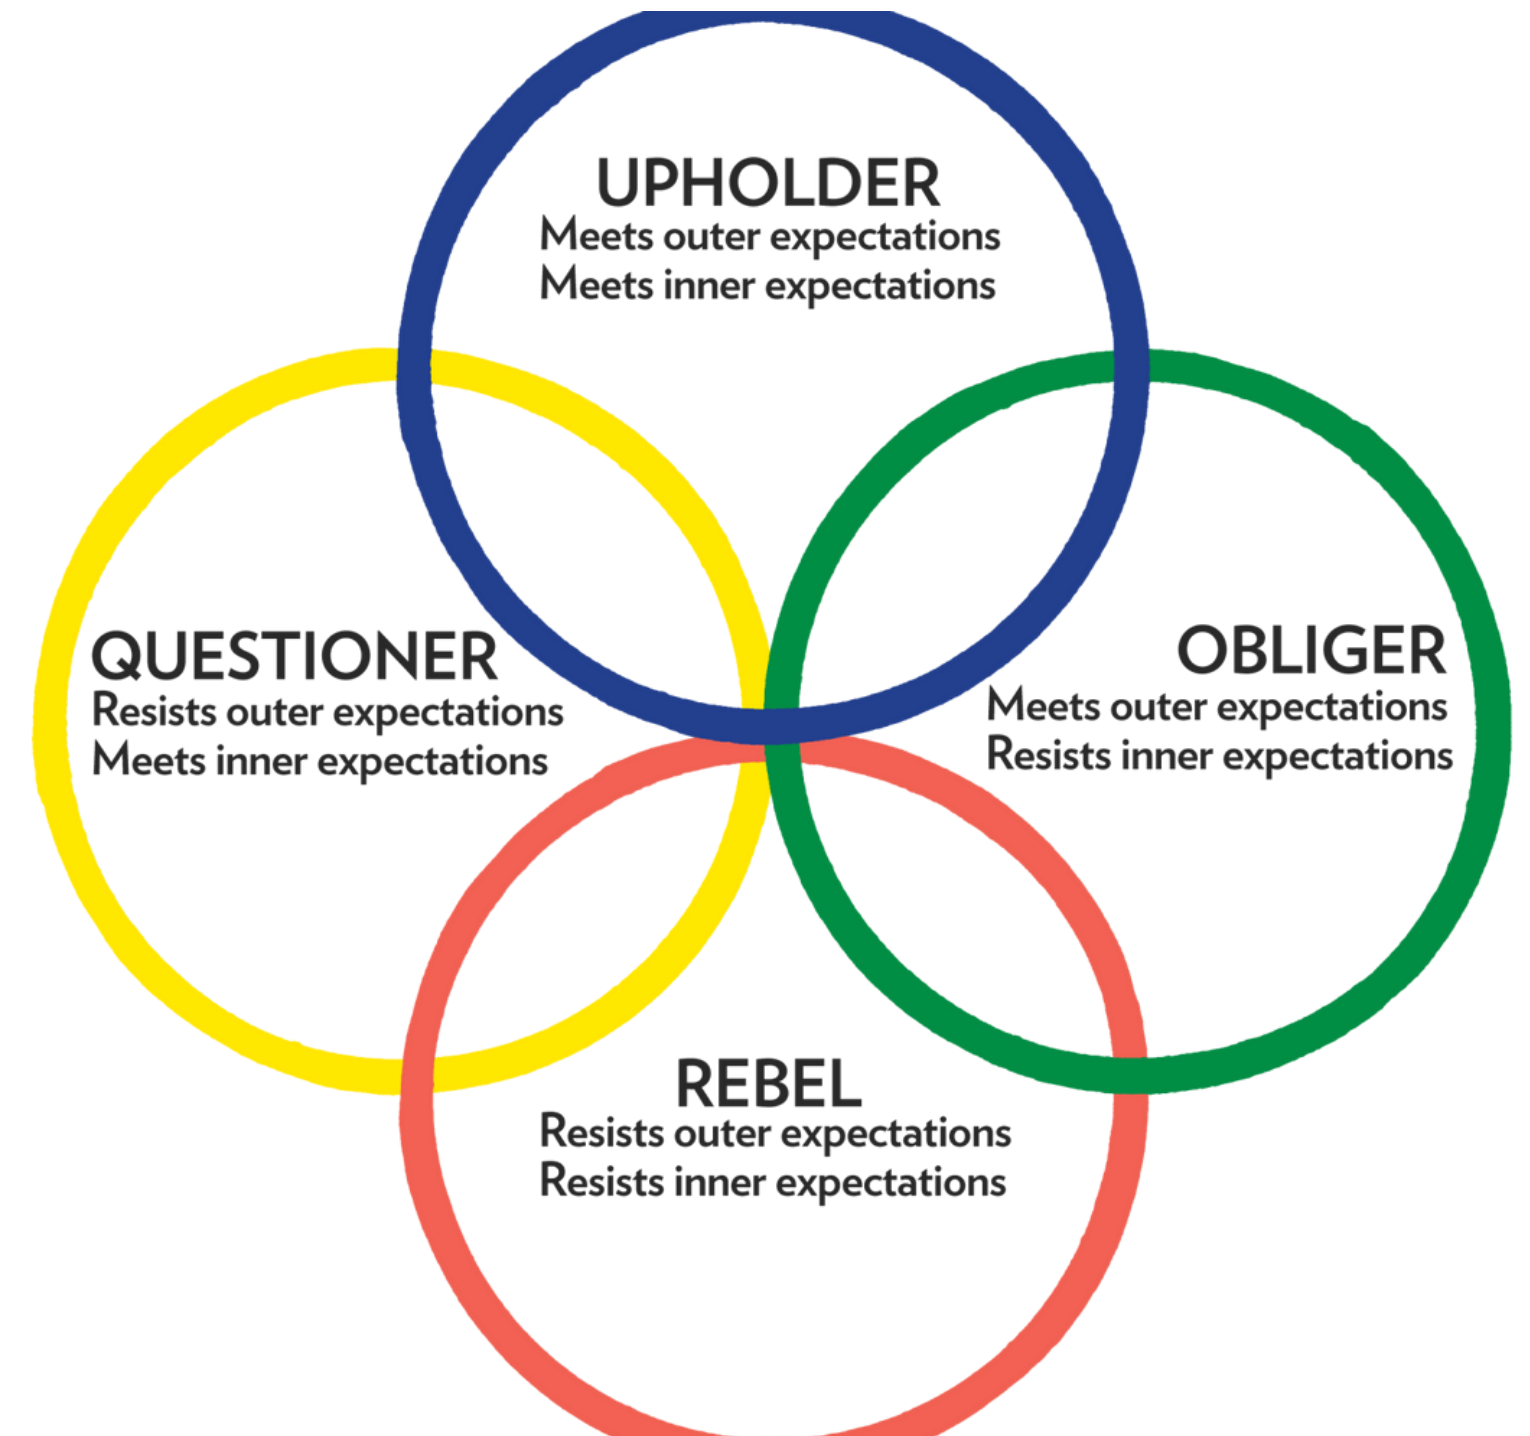 UPHOLDER
Meets outer expectations
Meets inner expectations
QUESTIONER
Resists outer expectations
Meets inner expectations
OBLIGER
Meets outer expectations
Resists inner expectations
REBEL
Resists outer expectations
Resists inner expectations